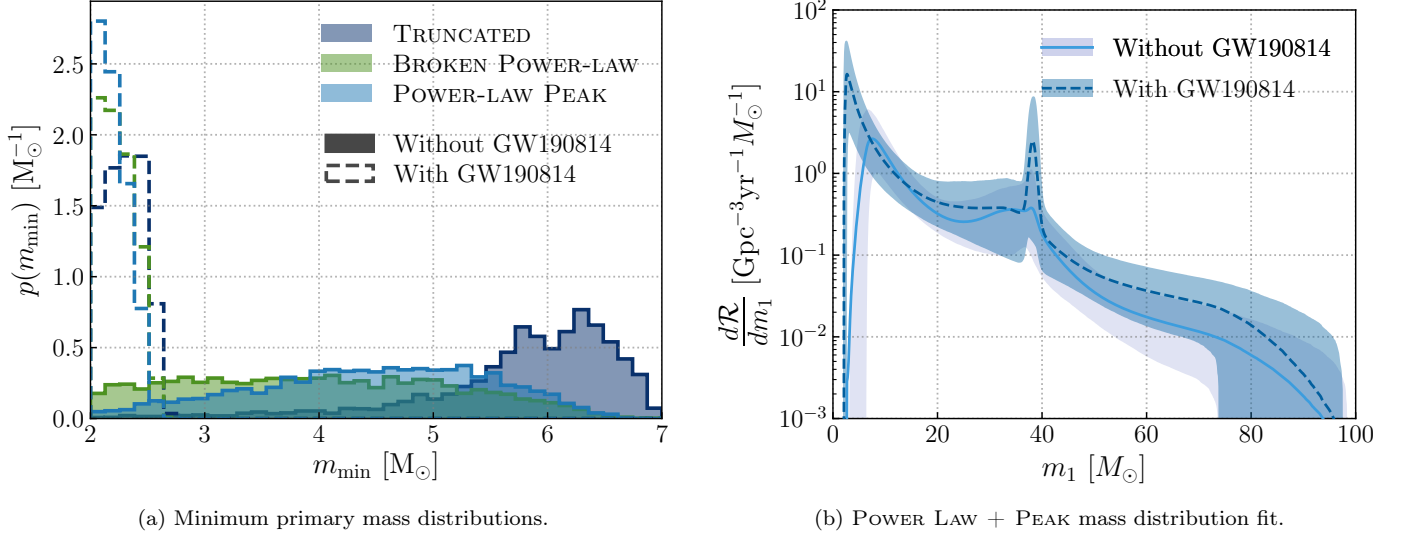 TRUNCATED
BROKEN POWER-LAW
POWER-LAW PEAK
Without GW190814
With GW190814
p(m_min) [M_⊙^−1]
2.5
2.0
1.5
1.0
0.5
0.0
2 3 4 5 6 7
m_min [M_⊙]
(a) Minimum primary mass distributions.
Without GW190814
With GW190814
dR/dm_1 [Gpc^−3 yr^−1 M_⊙^−1]
10^2
10^1
10^0
10^−1
10^−2
10^−3
0 20 40 60 80 100
m_1 [M_⊙]
(b) POWER LAW + PEAK mass distribution fit.